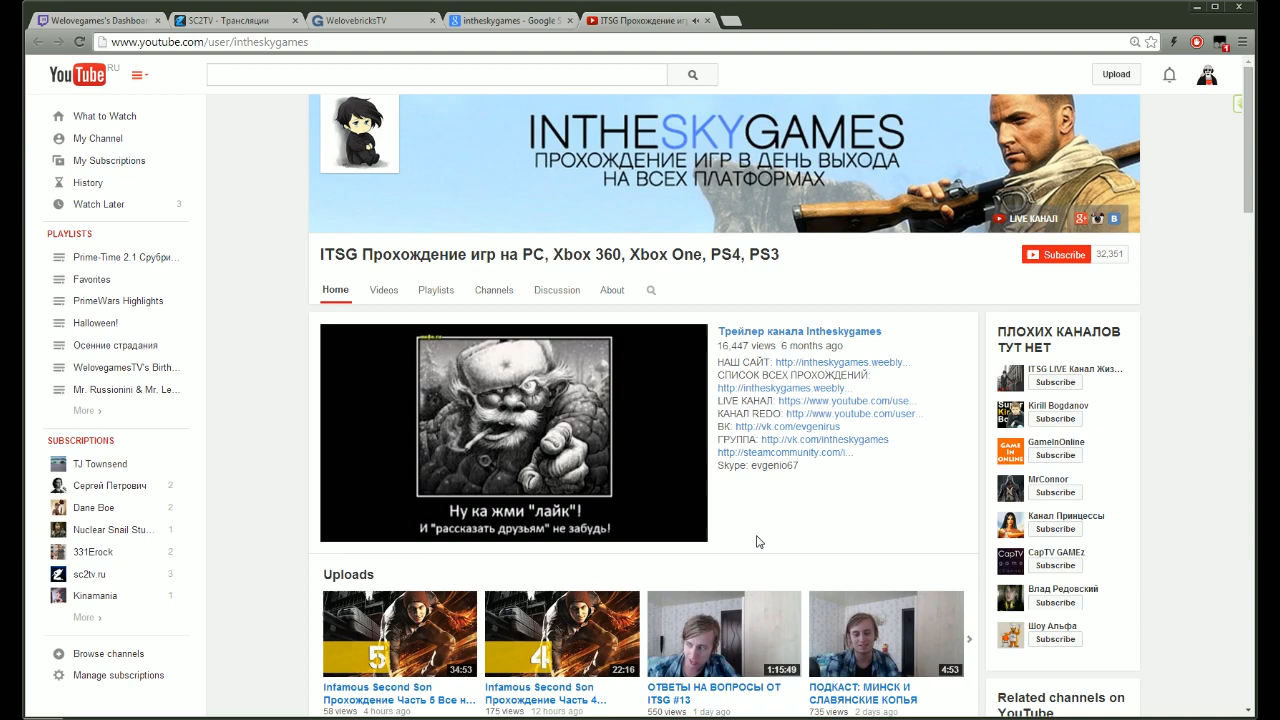 Welovegames's Dashboar
SC2TV - Трансляции
WelovebricksTV
intheskygames - Google S
ITSG Прохождение игр
www.youtube.com/user/intheskygames
YouTube RU
Upload
What to Watch
My Channel
My Subscriptions
History
Watch Later 3
PLAYLISTS
Prime-Time 2.1 Срубри...
Favorites
PrimeWars Highlights
Halloween!
Осенние страдания
WelovegamesTV's Birth...
Mr. Russionini & Mr. Le...
More ›
SUBSCRIPTIONS
TJ Townsend
Сергей Петрович 2
Dane Boe 2
Nuclear Snail Stu... 1
331Erock 2
sc2tv.ru 3
Kinamania 1
More ›
Browse channels
Manage subscriptions
INTHESKYGAMES
ПРОХОЖДЕНИЕ ИГР В ДЕНЬ ВЫХОДА
НА ВСЕХ ПЛАТФОРМАХ
LIVE КАНАЛ
ITSG Прохождение игр на PC, Xbox 360, Xbox One, PS4, PS3
Subscribe 32,351
Home Videos Playlists Channels Discussion About
Ну ка жми "лайк"!
И "рассказать друзьям" не забудь!
Трейлер канала Intheskygames
16,447 views 6 months ago
НАШ САЙТ: http://intheskygames.weebly...
СПИСОК ВСЕХ ПРОХОЖДЕНИЙ:
http://intheskygames.weebly...
LIVE КАНАЛ: https://www.youtube.com/use...
КАНАЛ REDO: http://www.youtube.com/user...
ВК: http://vk.com/evgenirus
ГРУППА: http://vk.com/intheskygames
http://steamcommunity.com/i...
Skype: evgenio67
Uploads
5
34:53
Infamous Second Son
Прохождение Часть 5 Все н...
58 views 4 hours ago
4
22:16
Infamous Second Son
Прохождение Часть 4...
175 views 12 hours ago
1:15:49
ОТВЕТЫ НА ВОПРОСЫ ОТ
ITSG #13
550 views 1 day ago
4:53
ПОДКАСТ: МИНСК И
СЛАВЯНСКИЕ КОПЬЯ
735 views 2 days ago
ПЛОХИХ КАНАЛОВ
ТУТ НЕТ
ITSG LIVE Канал Жиз...
Subscribe
Kirill Bogdanov
Subscribe
GAME IN ONLINE
GameInOnline
Subscribe
MrConnor
Subscribe
Канал Принцессы
Subscribe
CapTV
CapTV GAMEz
Subscribe
Влад Редовский
Subscribe
Шоу Альфа
Subscribe
Related channels on
YouTube